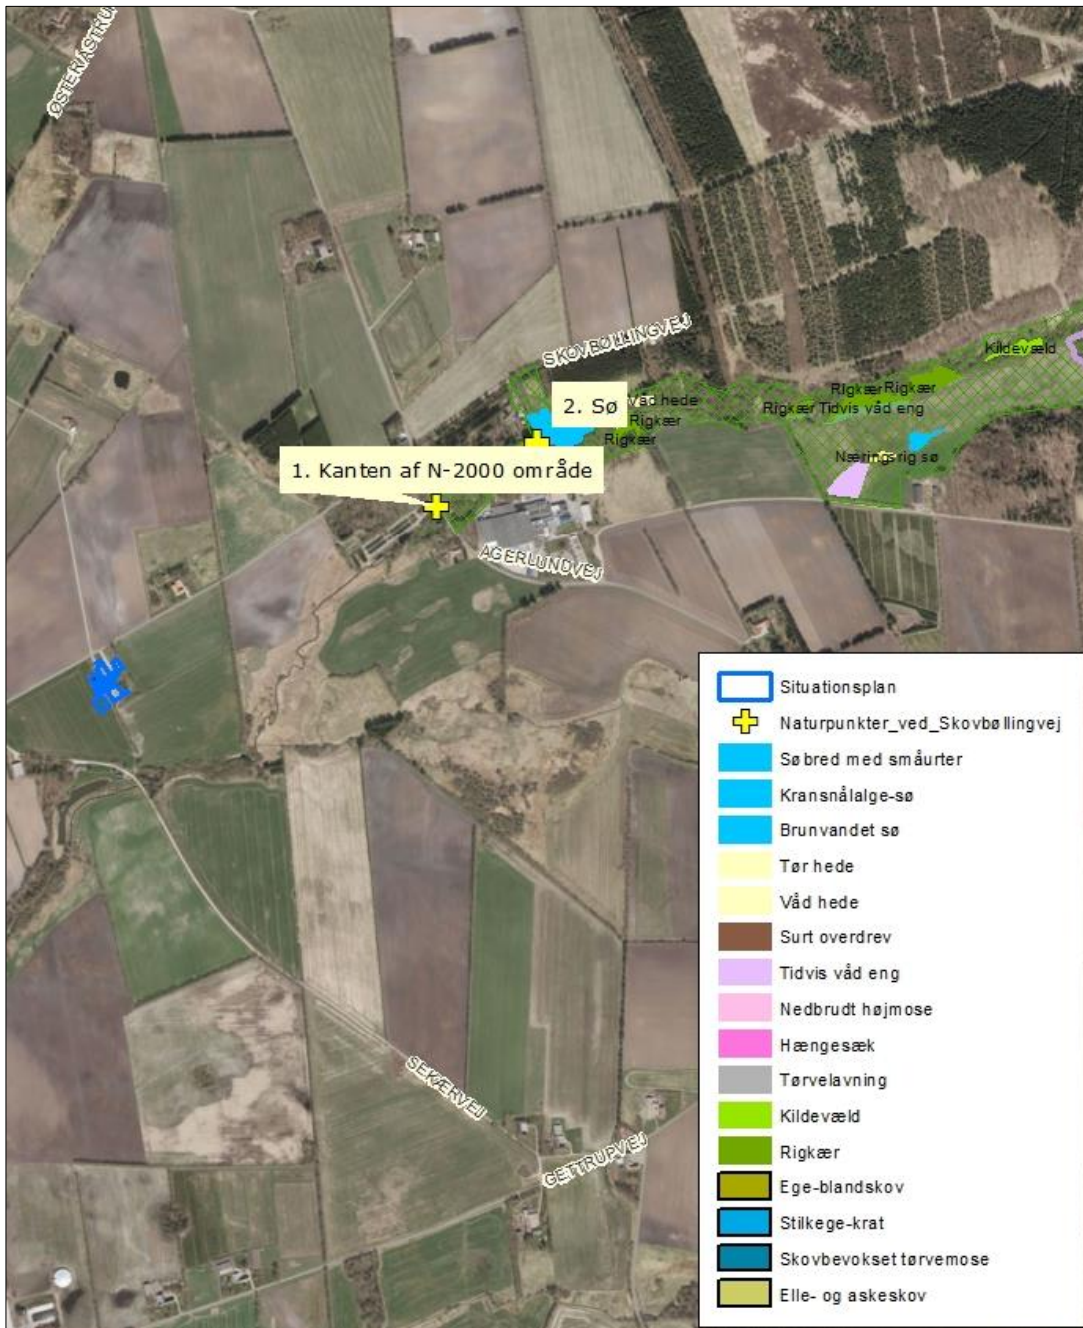 ØSTER ÅSTRU
SKOVBØLLINGVEJ
Kildevæld
2. Sø
Våd hede
Rigkær
Rigkær
Rigkær
Rigkær
Rigkær
Tidvis våd eng
Næringsrig sø
1. Kanten af N-2000 område
AGERLUNDVEJ
SEKÆRVEJ
GETTRUPVEJ
Situationsplan
Naturpunkter_ved_Skovbøllingvej
Søbred med småurter
Kransnålalge-sø
Brunvandet sø
Tør hede
Våd hede
Surt overdrev
Tidvis våd eng
Nedbrudt højmose
Hængesæk
Tørvelavning
Kildevæld
Rigkær
Ege-blandskov
Stilkege-krat
Skovbevokset tørvemose
Elle- og askeskov